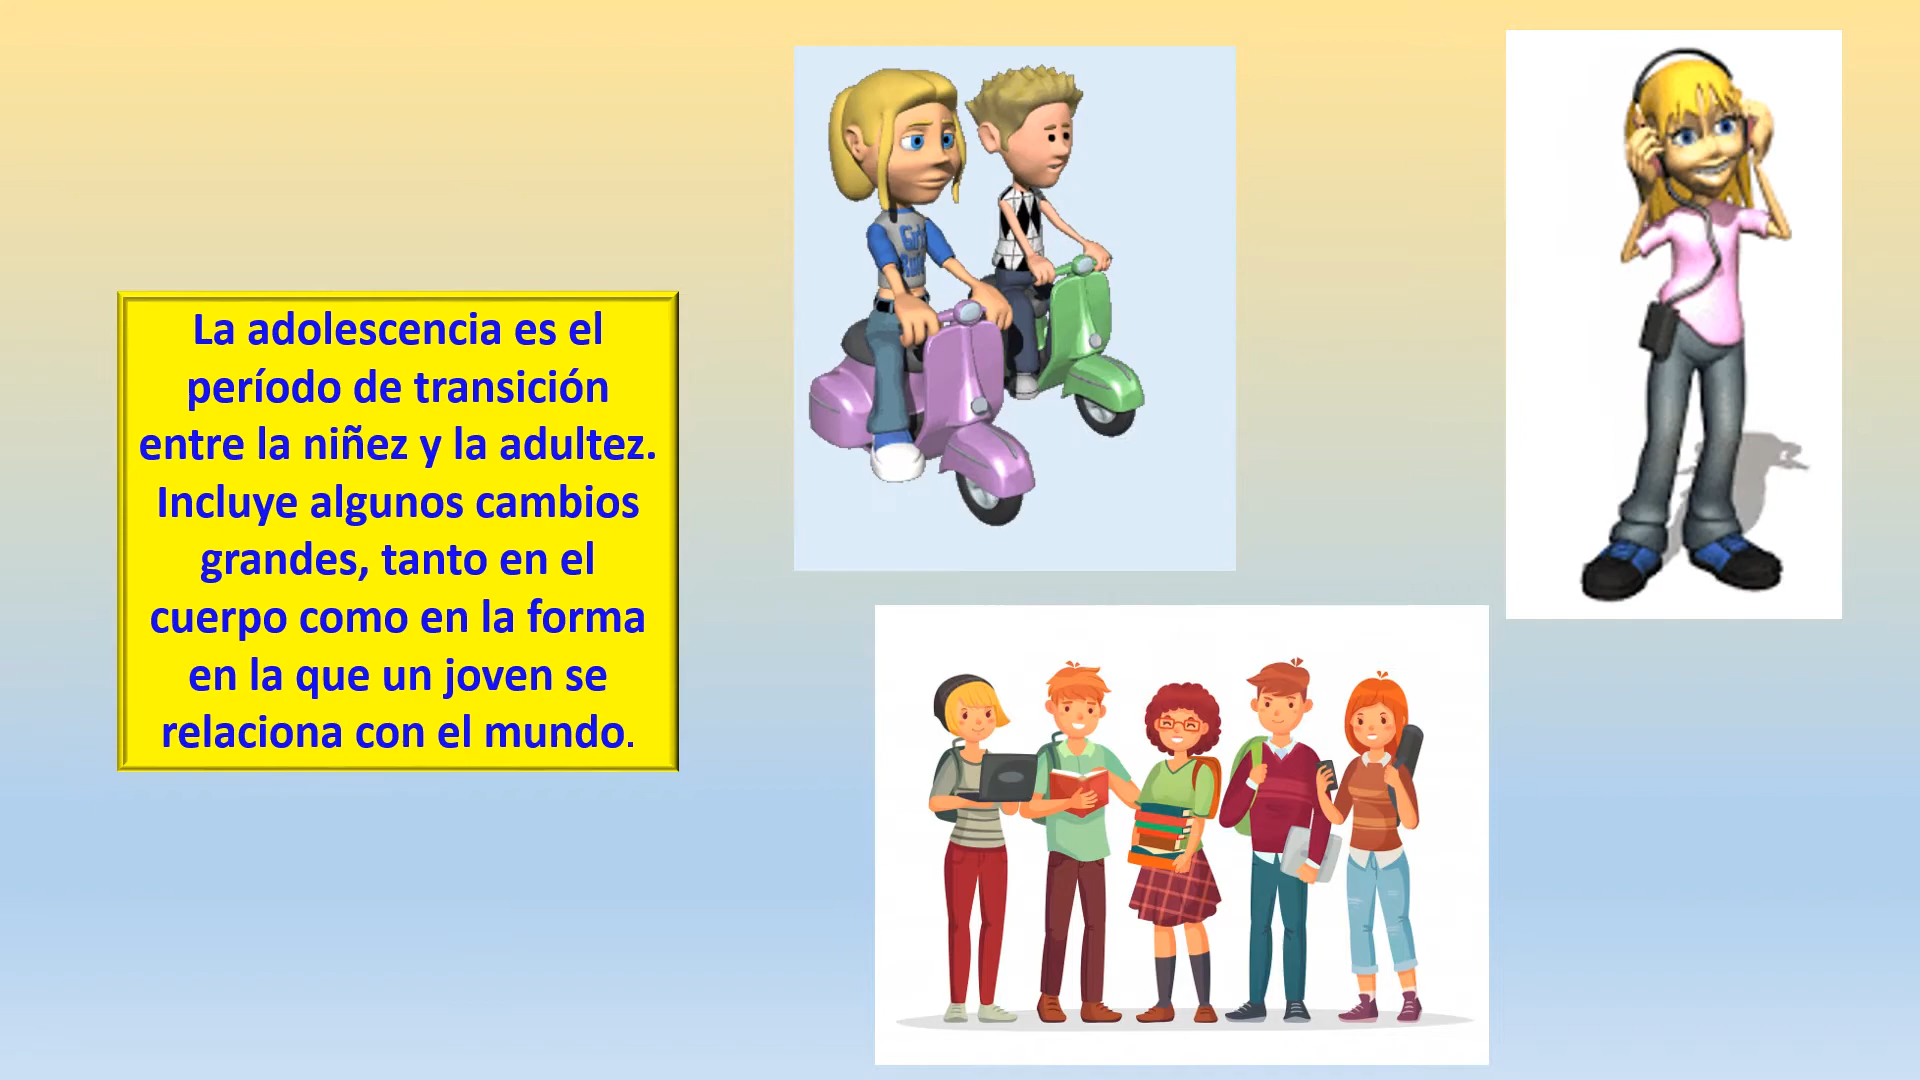 La adolescencia es el
período de transición
entre la niñez y la adultez.
Incluye algunos cambios
grandes, tanto en el
cuerpo como en la forma
en la que un joven se
relaciona con el mundo.